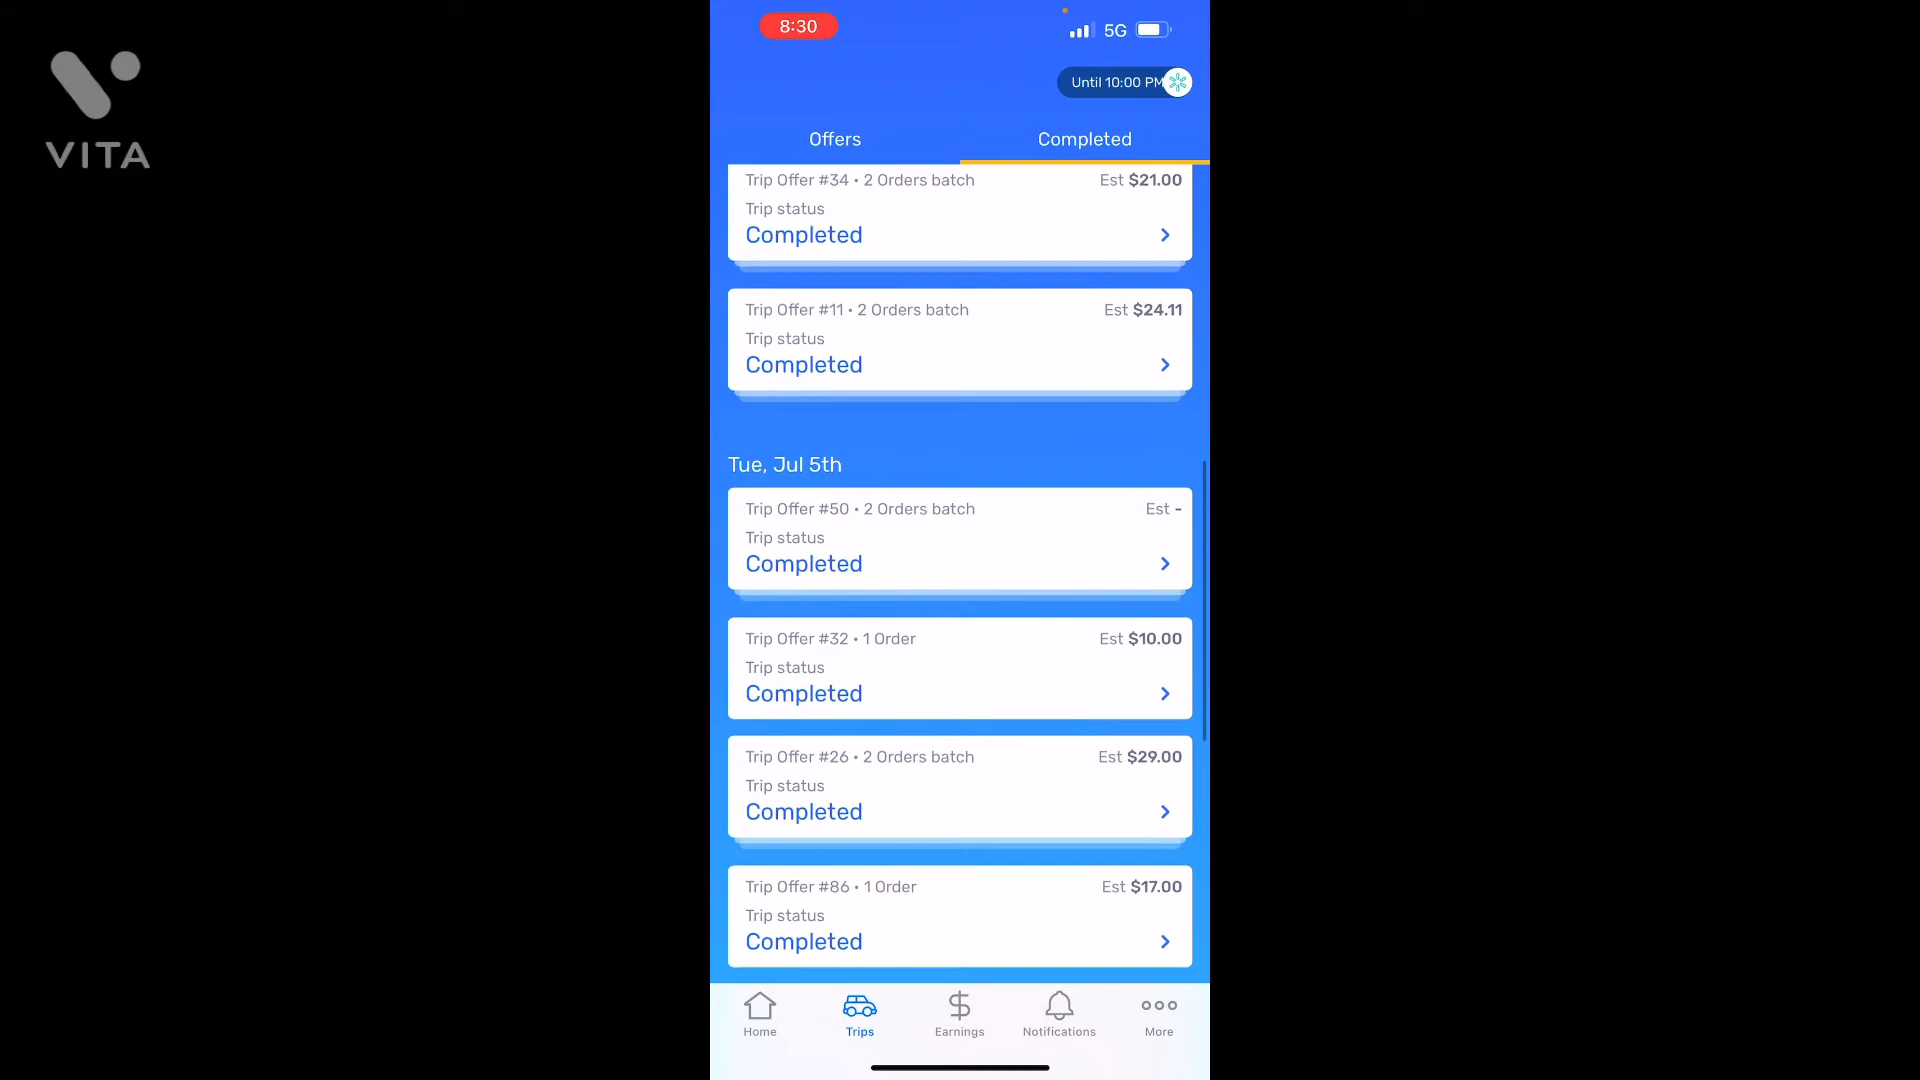 VITA
8:30
5G
Until 10:00 PM
Offers
Completed
Trip Offer #34 • 2 Orders batch
Est $21.00
Trip status
Completed
Trip Offer #11 • 2 Orders batch
Est $24.11
Trip status
Completed
Tue, Jul 5th
Trip Offer #50 • 2 Orders batch
Est -
Trip status
Completed
Trip Offer #32 • 1 Order
Est $10.00
Trip status
Completed
Trip Offer #26 • 2 Orders batch
Est $29.00
Trip status
Completed
Trip Offer #86 • 1 Order
Est $17.00
Trip status
Completed
Home
Trips
Earnings
Notifications
More